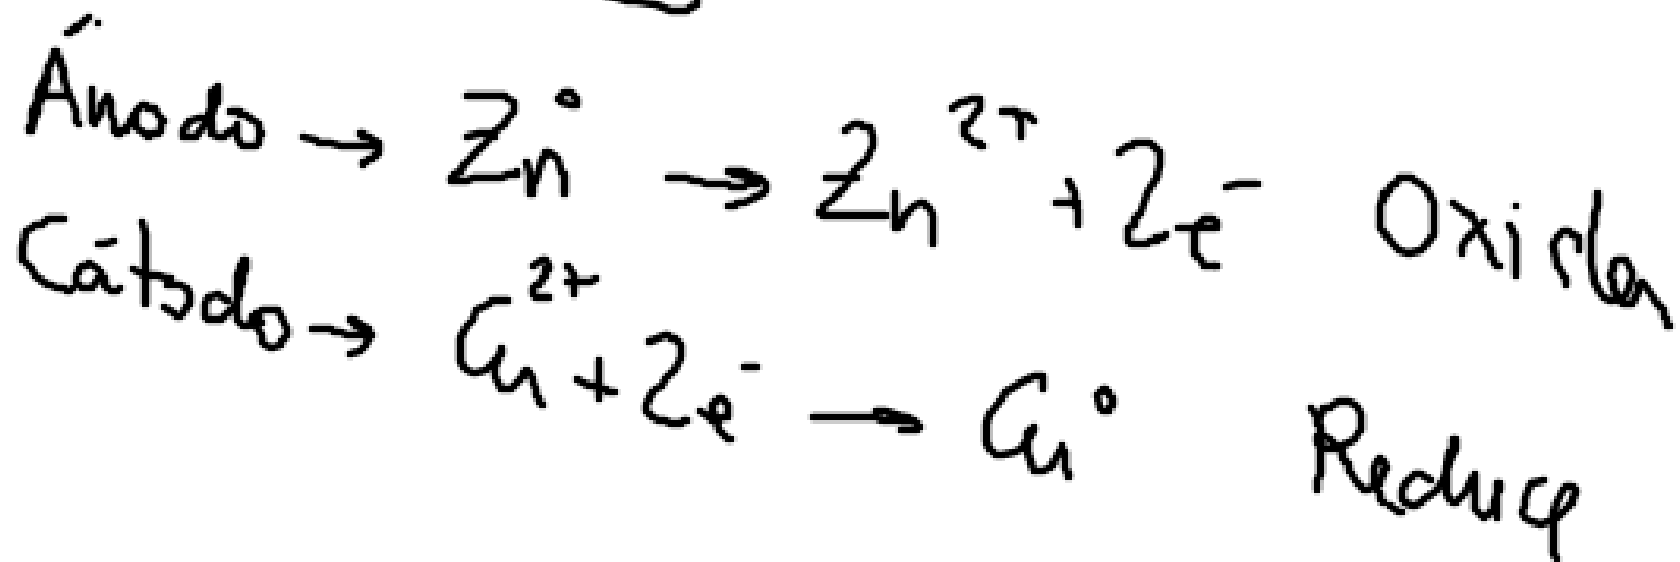 Ánodo → Zn° → Zn²⁺ + 2e⁻ Oxida
Cátodo → Cu²⁺ + 2e⁻ → Cu° Reduce